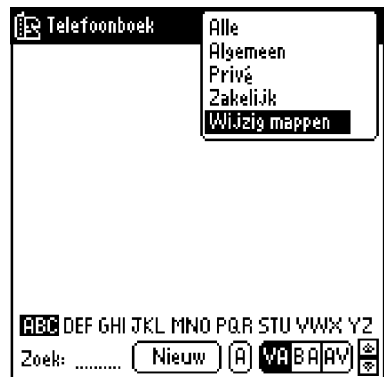 Telefoonboek
Alle
Algemeen
Privé
Zakelijk
Wijzig mappen
ABC DEF GHI JKL MNO PQR STU VWX YZ
Zoek: .......... Nieuw A VA BA AV